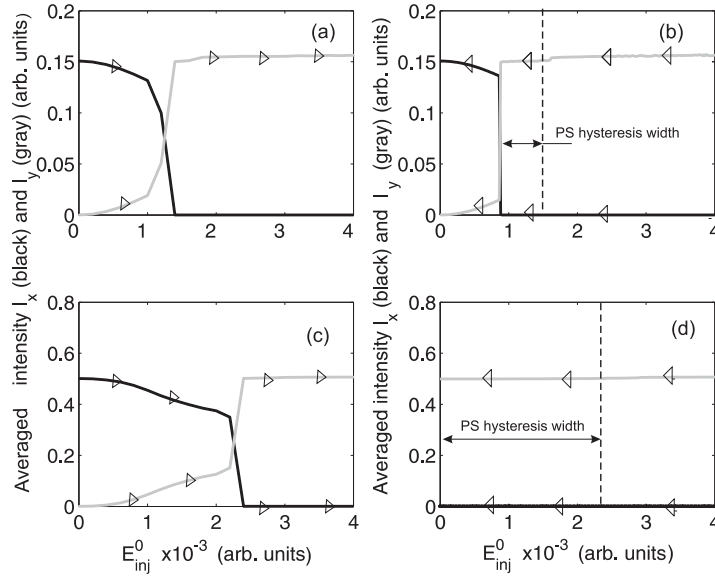 (a)
0.2
0.15
0.1
0.05
0
0 1 2 3 4
(b)
0.2
0.15
0.1
0.05
0
PS hysteresis width
0 1 2 3 4
(c)
0.8
0.6
0.4
0.2
0
0 1 2 3 4
E⁰inj x10⁻³ (arb. units)
(d)
0.8
0.6
0.4
0.2
0
PS hysteresis width
0 1 2 3 4
E⁰inj x10⁻³ (arb. units)
Averaged intensity I_x (black) and I_y (gray) (arb. units)
Averaged intensity I_x (black) and I_y (gray) (arb. units)